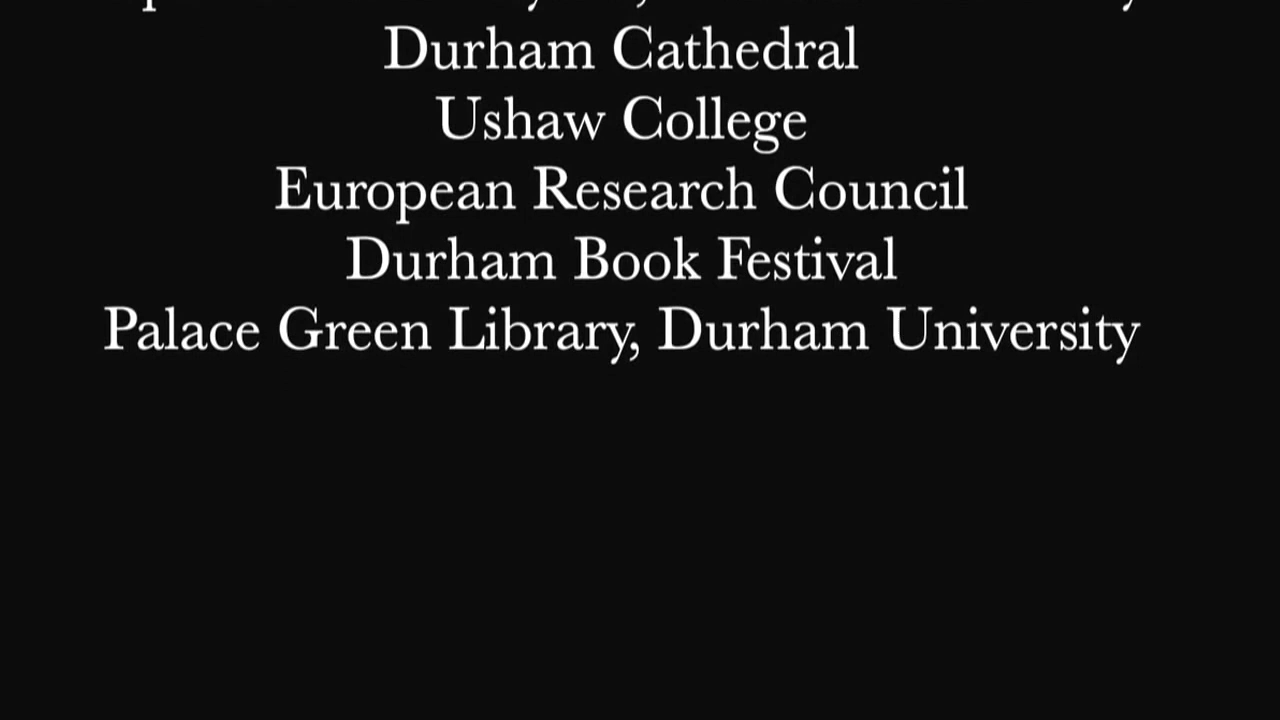 Durham Cathedral
Ushaw College
European Research Council
Durham Book Festival
Palace Green Library, Durham University